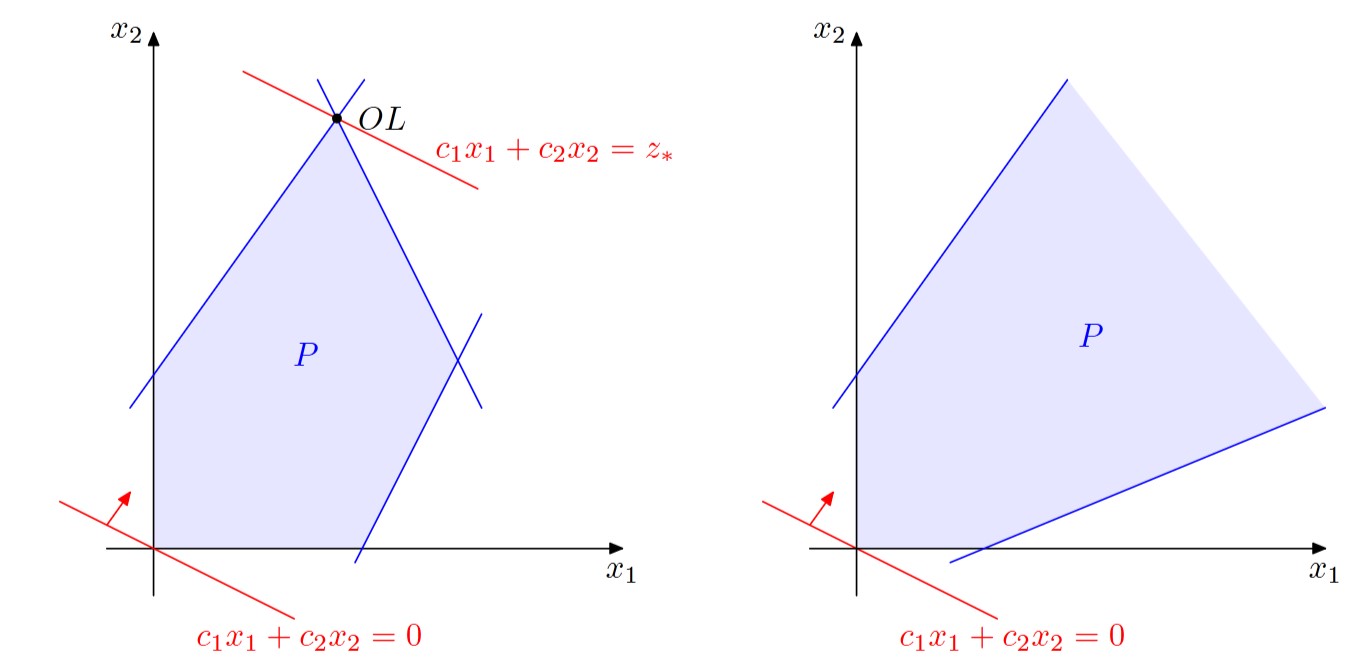 x₂
OL
c₁x₁ + c₂x₂ = z∗
P
x₁
c₁x₁ + c₂x₂ = 0
x₂
P
x₁
c₁x₁ + c₂x₂ = 0